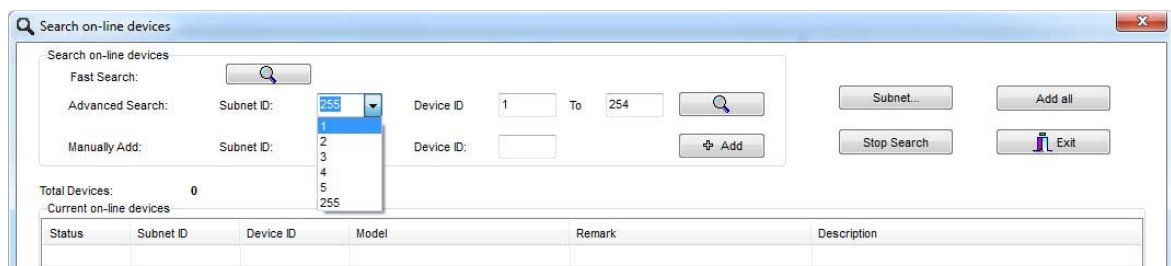 Search on-line devices
Search on-line devices
Fast Search:
Advanced Search: Subnet ID: 255 Device ID 1 To 254 Subnet... Add all
1
Manually Add: Subnet ID: 2 Device ID: Add Stop Search Exit
3
4
5
255
Total Devices: 0
Current on-line devices
Status Subnet ID Device ID Model Remark Description